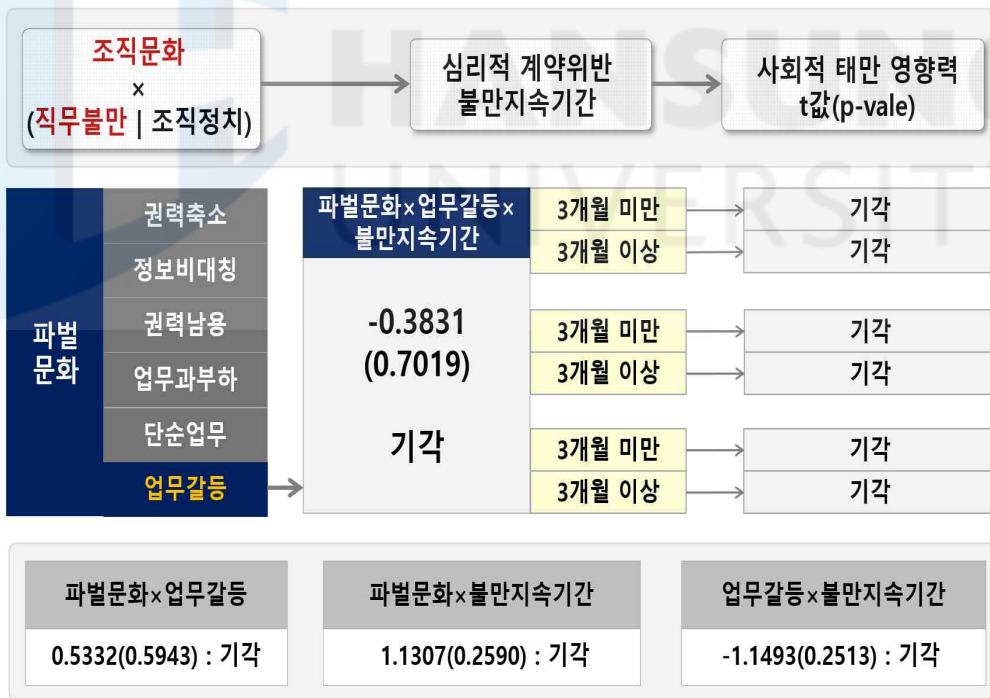 조직문화
×
(직무불만 | 조직정치)
심리적 계약위반
불만지속기간
사회적 태만 영향력
t값(p-vale)
파벌
문화
권력축소
정보비대칭
권력남용
업무과부하
단순업무
업무갈등
파벌문화×업무갈등×
불만지속기간
-0.3831
(0.7019)
기각
3개월 미만
기각
3개월 이상
기각
3개월 미만
기각
3개월 이상
기각
3개월 미만
기각
3개월 이상
기각
파벌문화×업무갈등
파벌문화×불만지속기간
업무갈등×불만지속기간
0.5332(0.5943) : 기각
1.1307(0.2590) : 기각
-1.1493(0.2513) : 기각
HANSUNG
UNIVERSIT